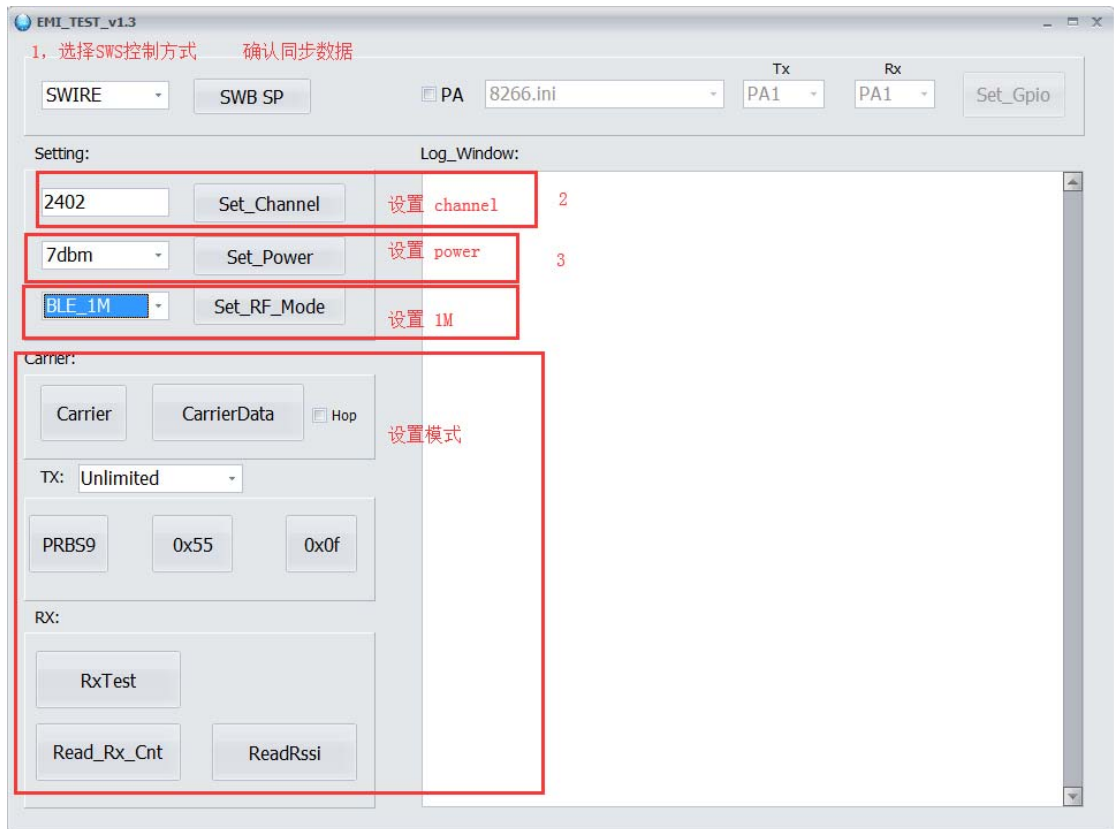 EMI_TEST_v1.3
1, 选择SWS控制方式 确认同步数据
Tx Rx
SWIRE SWB SP PA 8266.ini PA1 PA1 Set_Gpio
Setting: Log_Window:
2402 Set_Channel 设置 channel 2
7dbm Set_Power 设置 power 3
BLE_1M Set_RF_Mode 设置 1M
Carrier:
Carrier CarrierData Hop 设置模式
TX: Unlimited
PRBS9 0x55 0x0f
RX:
RxTest
Read_Rx_Cnt ReadRssi